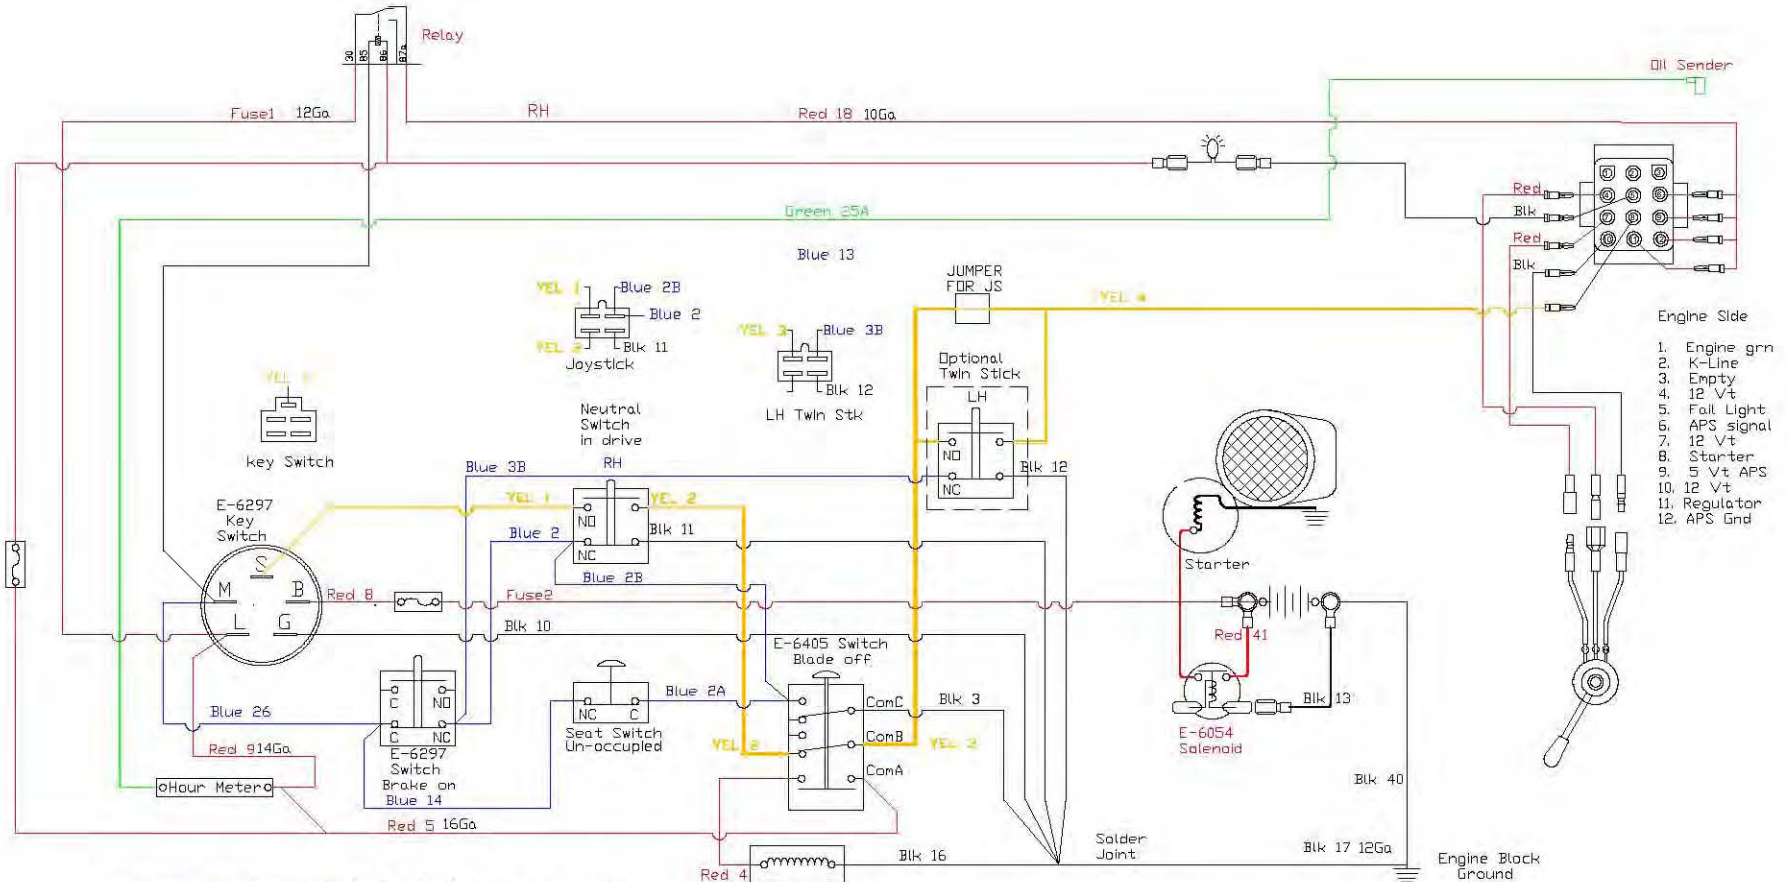 Relay
30
85
86
87a
Oil Sender
Fuse1 12Ga
RH
Red 18 10Ga
Green 25A
Blue 13
Red
Blk
Red
Blk
JUMPER
FOR JS
YEL 4
YEL 1
Blue 2B
Blue 2
YEL 2
Blk 11
Joystick
YEL 3
Blue 3B
Blk 12
LH Twin Stk
key Switch
Optional
Twin Stick
LH
NO
NC
Blk 12
Neutral
Switch
in drive
RH
NO
NC
Blue 3B
YEL 1
YEL 2
Blk 11
Blue 2
Blue 2B
E-6297
Key
Switch
S
M
B
L
G
Red 8
Fuse2
Blk 10
Engine Side
1. Engine grn
2. K-Line
3. Empty
4. 12 Vt
5. Fail Light
6. APS signal
7. 12 Vt
8. Starter
9. 5 Vt APS
10. 12 Vt
11. Regulator
12. APS Gnd
Starter
Red 41
Blk 13
E-6054
Solenoid
E-6405 Switch
Blade off
ComC
ComB
ComA
Blk 3
YEL 2
YEL 3
Blue 2A
NC
C
Seat Switch
Un-occupied
Blue 26
C
NO
C
NC
E-6297
Switch
Brake on
Red 9 14Ga
Hour Meter
Blue 14
Red 5 16Ga
Blk 40
Red 4
Blk 16
Solder
Joint
Blk 17 12Ga
Engine Block
Ground